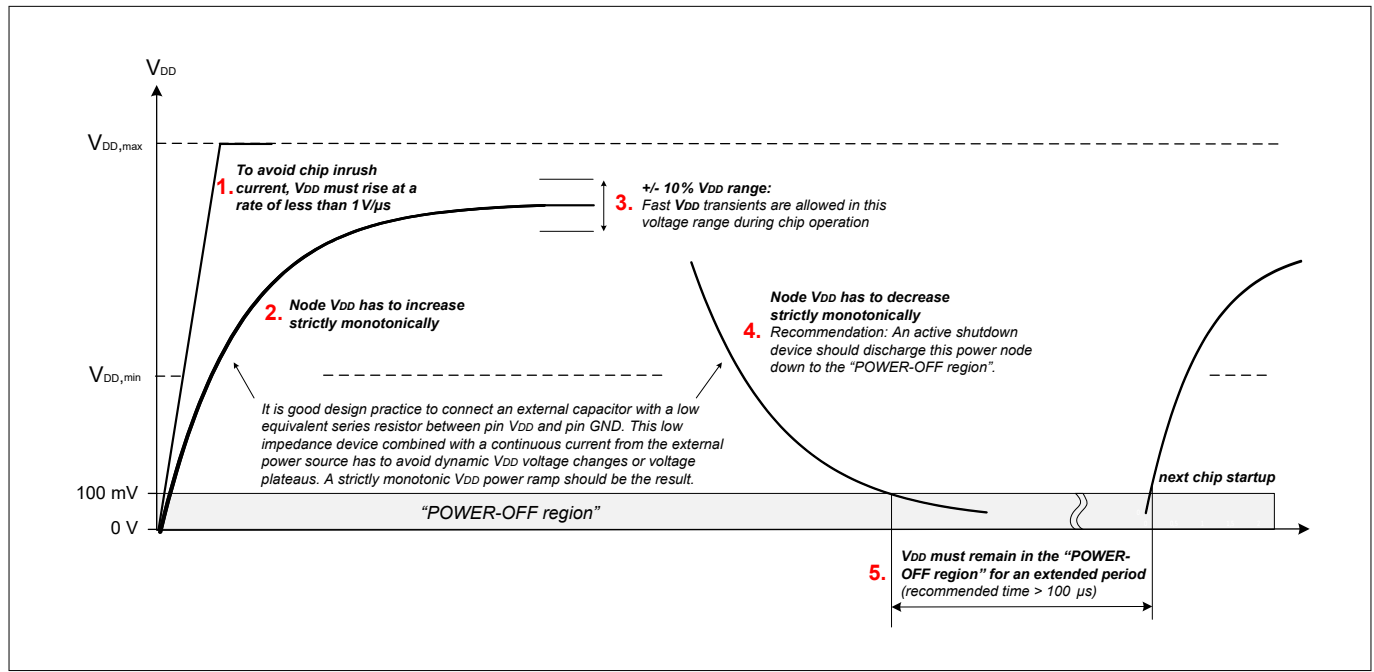 VDD
VDD,max
1. To avoid chip inrush
current, VDD must rise at a
rate of less than 1V/µs
3. +/- 10% VDD range:
Fast VDD transients are allowed in this
voltage range during chip operation
2. Node VDD has to increase
strictly monotonically
4. Node VDD has to decrease
strictly monotonically
Recommendation: An active shutdown
device should discharge this power node
down to the “POWER-OFF region”.
VDD,min
It is good design practice to connect an external capacitor with a low
equivalent series resistor between pin VDD and pin GND. This low
impedance device combined with a continuous current from the external
power source has to avoid dynamic VDD voltage changes or voltage
plateaus. A strictly monotonic VDD power ramp should be the result.
next chip startup
100 mV
“POWER-OFF region”
0 V
5. VDD must remain in the “POWER-
OFF region” for an extended period
(recommended time > 100 µs)